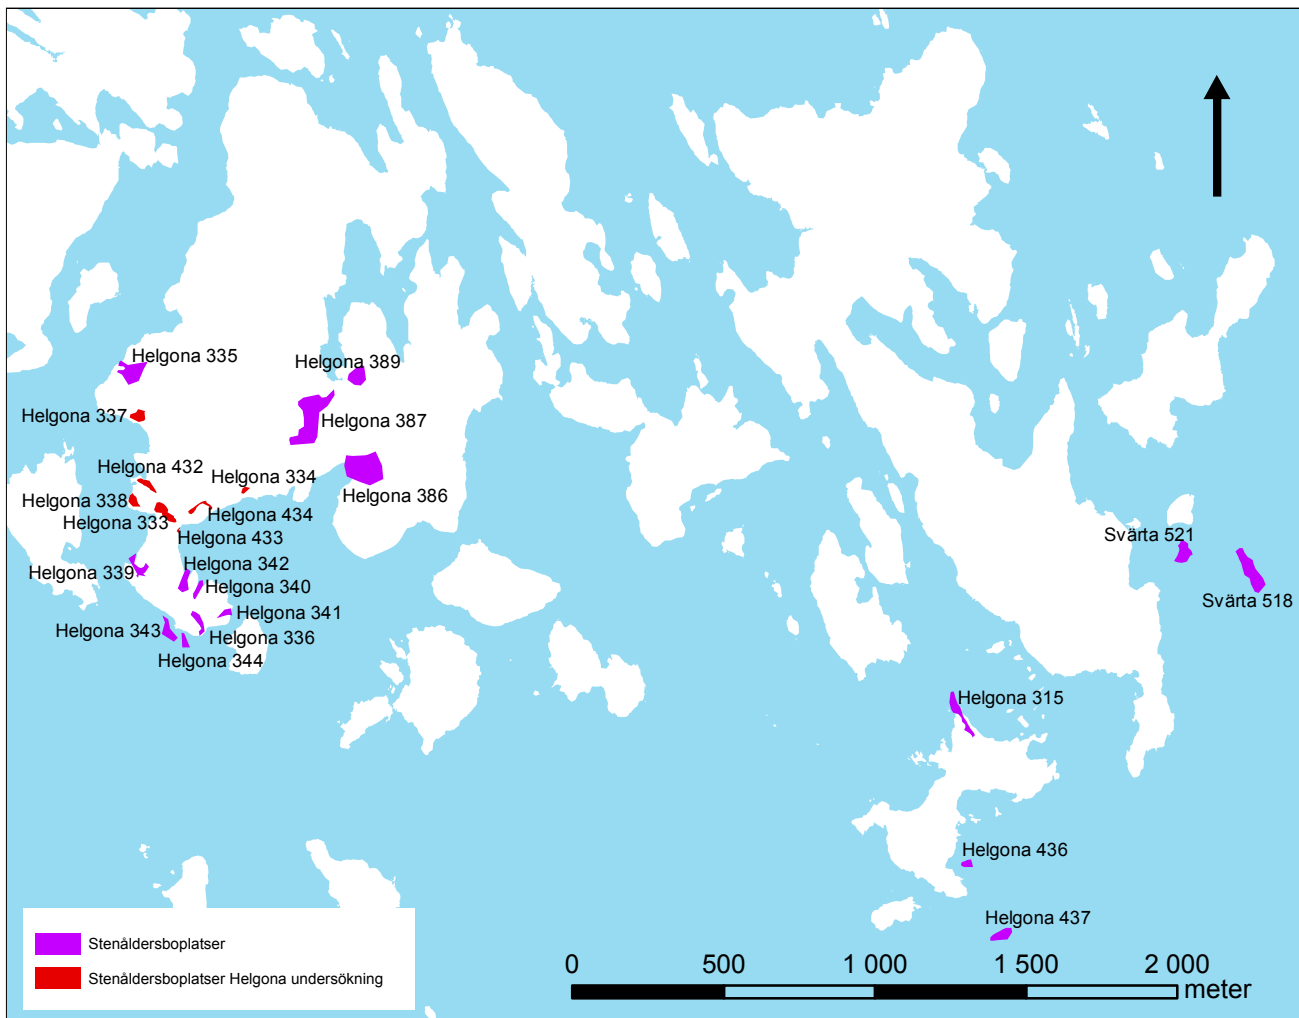 Helgona 335
Helgona 389
Helgona 337
Helgona 387
Helgona 432
Helgona 334
Helgona 338
Helgona 386
Helgona 333
Helgona 434
Helgona 433
Svärta 521
Helgona 342
Helgona 339
Helgona 340
Svärta 518
Helgona 341
Helgona 343
Helgona 336
Helgona 344
Helgona 315
Helgona 436
Helgona 437
Stenåldersboplatser
Stenåldersboplatser Helgona undersökning
0 500 1 000 1 500 2 000
meter